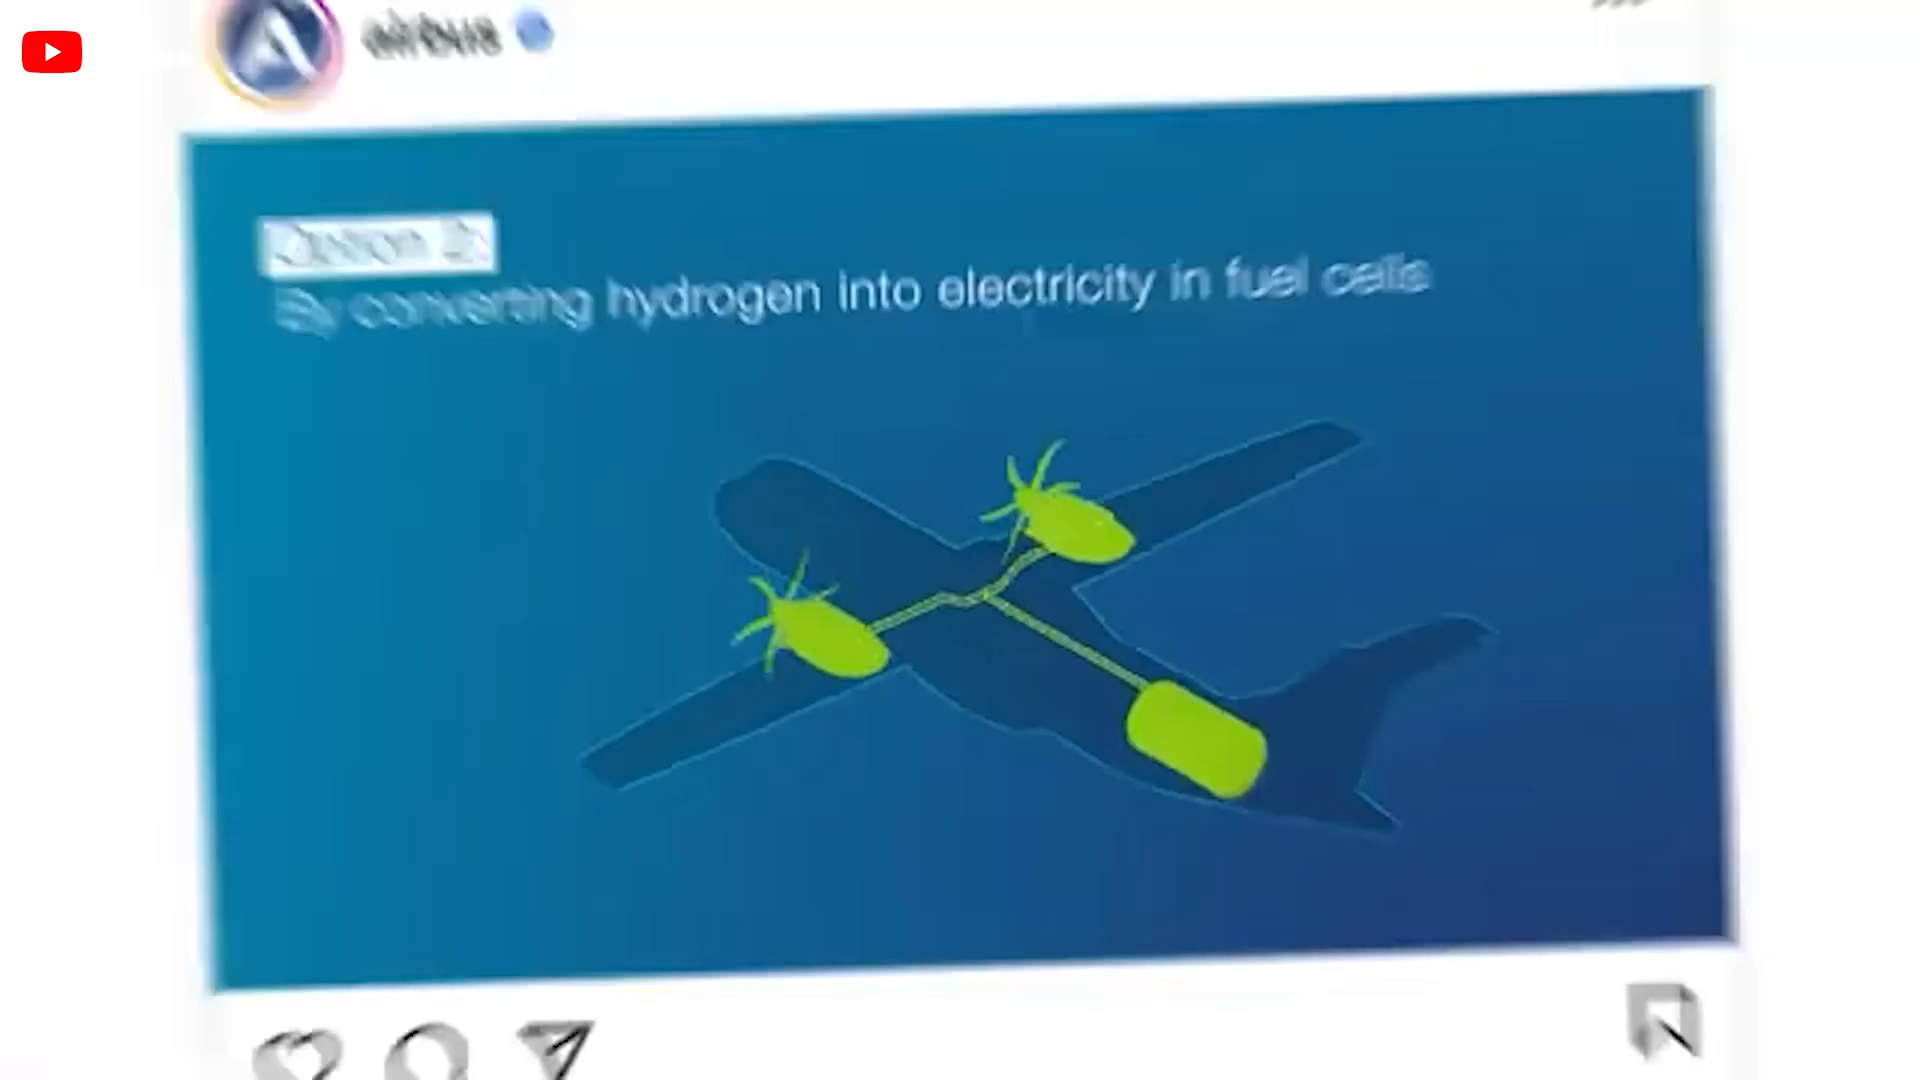 airbus
Option 2:
By converting hydrogen into electricity in fuel cells